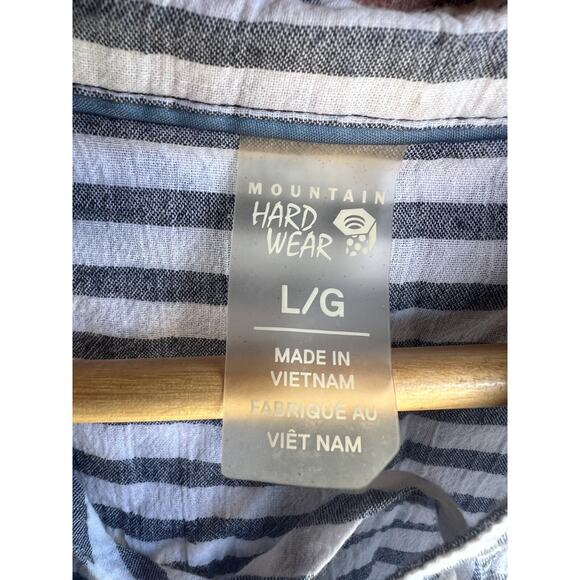 MOUNTAIN
HARD
WEAR
L/G
MADE IN
VIETNAM
FABRIQUÉ AU
VIÊT NAM